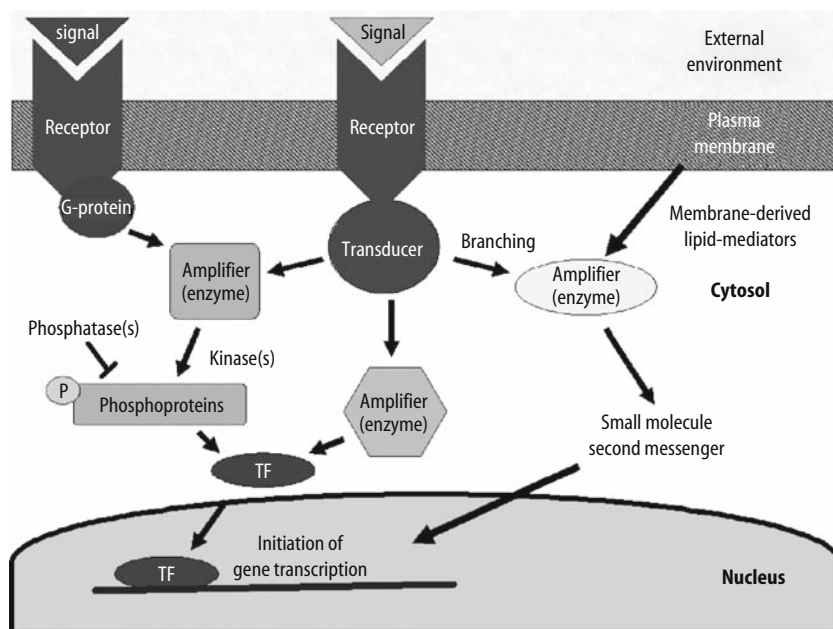 signal
Signal
External
environment
Receptor
Receptor
Plasma
membrane
G-protein
Transducer
Branching
Membrane-derived
lipid-mediators
Amplifier
(enzyme)
Amplifier
(enzyme)
Cytosol
Phosphatase(s)
Kinase(s)
P
Phosphoproteins
Amplifier
(enzyme)
Small molecule
second messenger
TF
Initiation of
gene transcription
TF
Nucleus